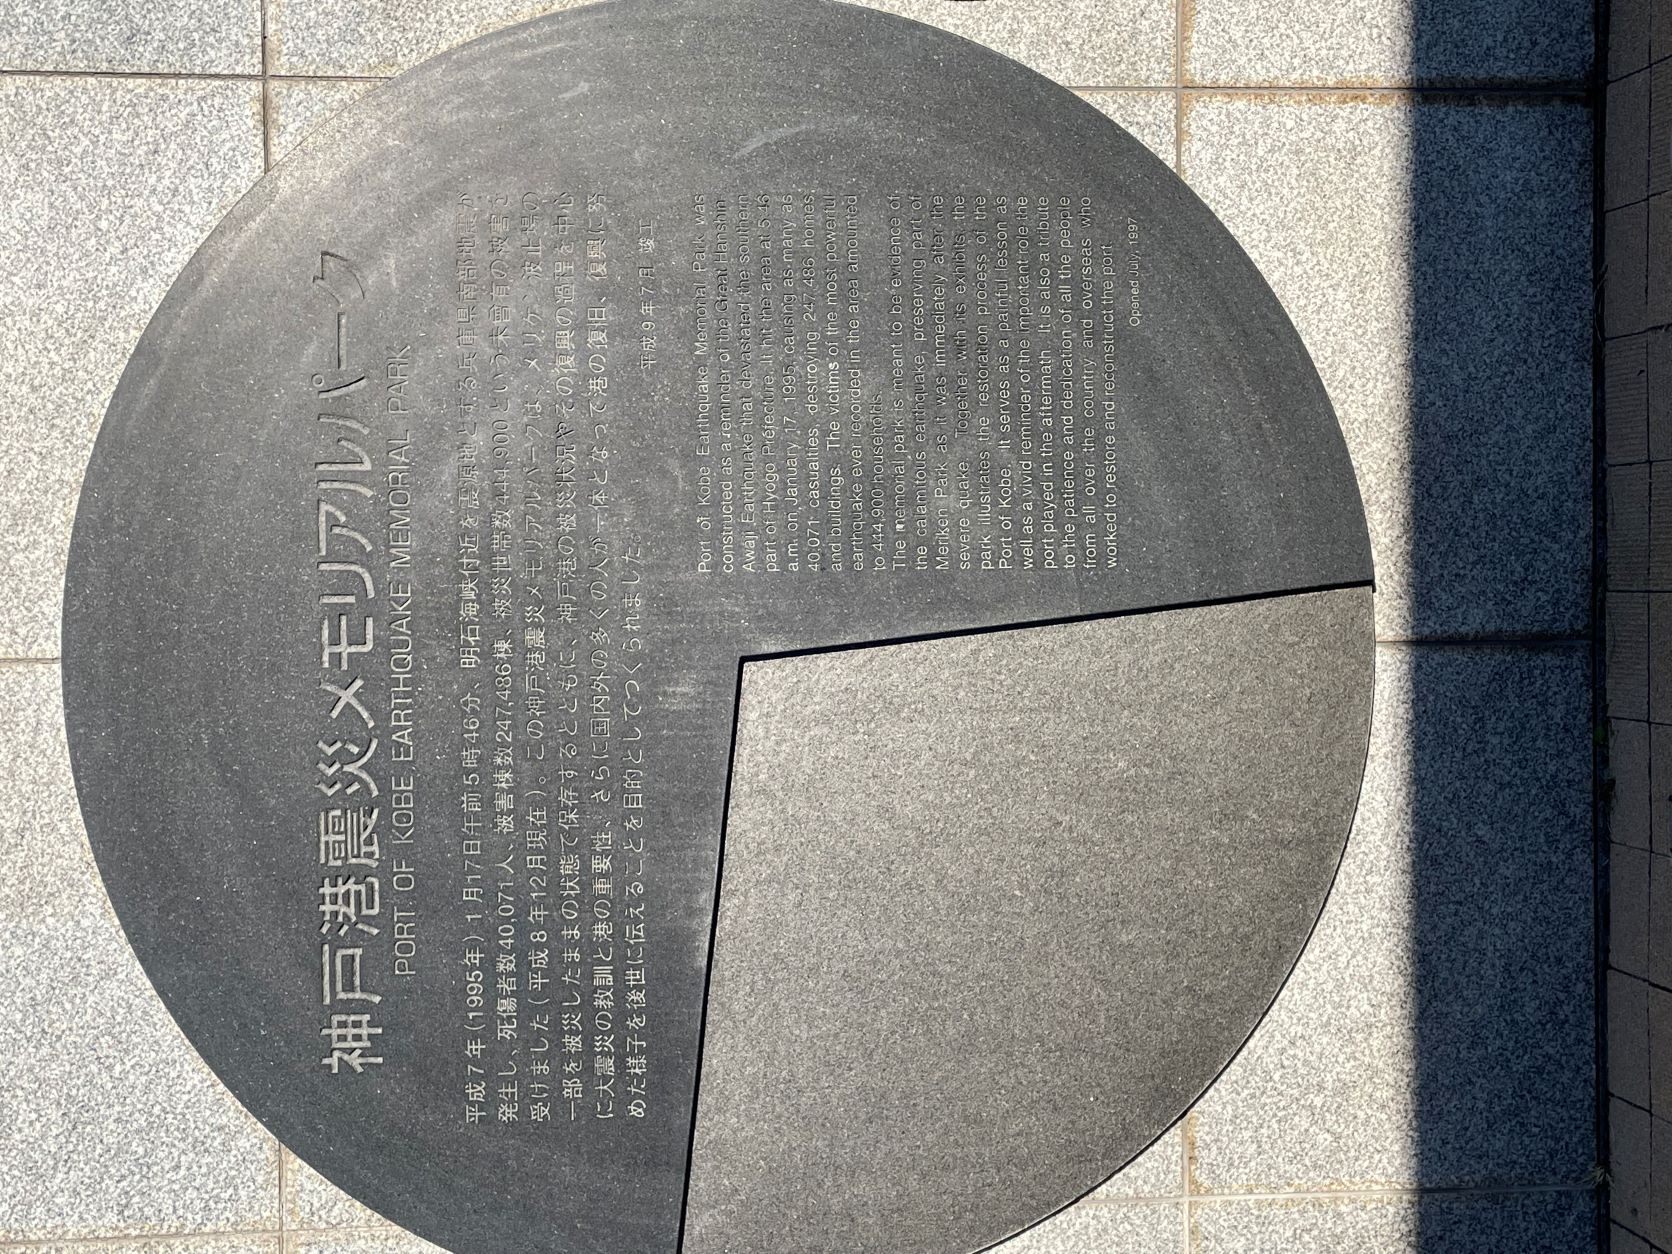 神戸港震災メモリアルパーク
PORT OF KOBE EARTHQUAKE MEMORIAL PARK
平成7年(1995年)1月17日午前5時46分、明石海峡付近を震源地とする兵庫県南部地震が
発生し、死傷者数40,071人、被害棟数247,486棟、被災世帯数444,900という未曾有の被害を
受けました(平成8年12月現在)。この神戸港震災メモリアルパークは、メリケン波止場の
一部を被災したままの状態で保存するとともに、神戸港の被災状況やその復興の過程を中心
に大震災の教訓と港の重要性、さらに国内外の多くの人が一体となって港の復旧、復興に努
めた様子を後世に伝えることを目的としてつくられました。
平成9年7月 竣工
Port of Kobe Earthquake Memorial Park was
constructed as a reminder of the Great Hanshin
Awaji Earthquake that devastated the southern
part of Hyogo Prefecture. It hit the area at 5:46
a.m. on January 17, 1995, causing as many as
40,071 casualties, destroying 247,486 homes
and buildings. The victims of the most powerful
earthquake ever recorded in the area amounted
to 444,900 households.
The memorial park is meant to be evidence of
the calamitous earthquake, preserving part of
Meriken Park as it was immediately after the
severe quake. Together with its exhibits, the
park illustrates the restoration process of the
Port of Kobe. It serves as a painful lesson as
well as a vivid reminder of the important role the
port played in the aftermath. It is also a tribute
to the patience and dedication of all the people
from all over the country and overseas who
worked to restore and reconstruct the port.
Opened July, 1997